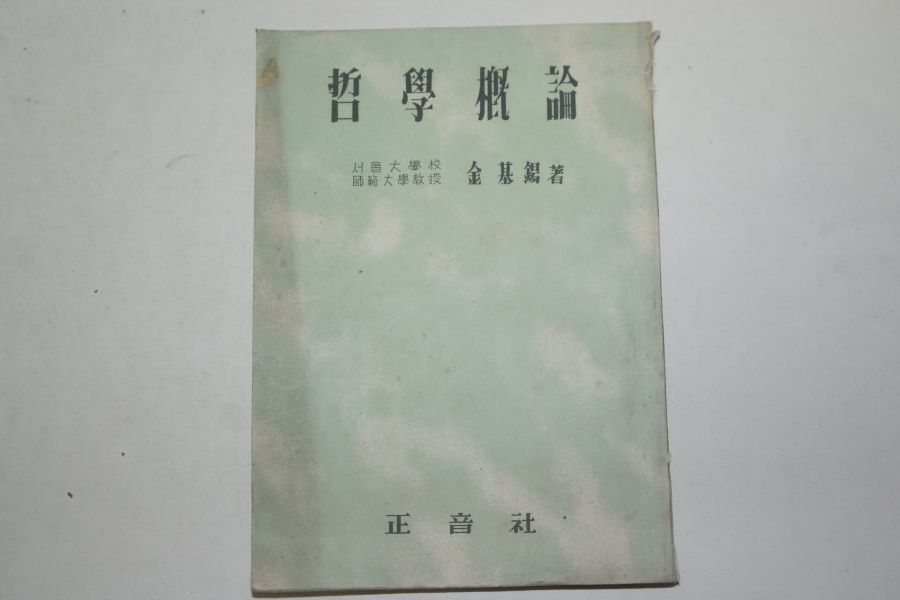 哲學槪論
서울大學校
師範大學敎授 金基錫著
正音社